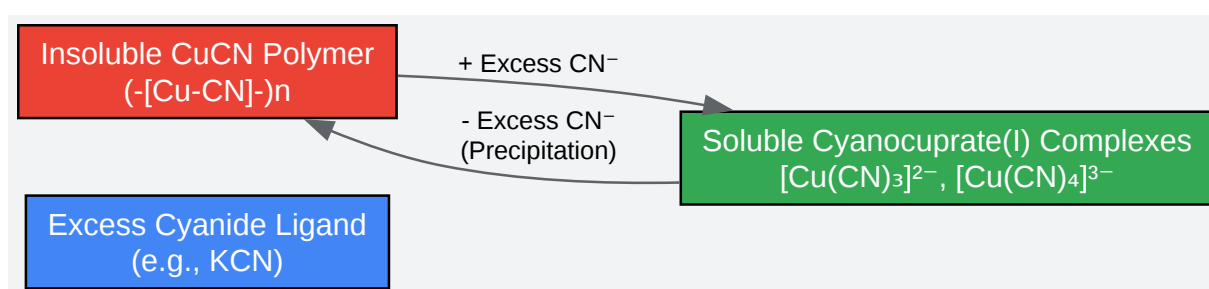 Insoluble CuCN Polymer
(-[Cu-CN]-)n
+ Excess CN⁻
- Excess CN⁻
(Precipitation)
Soluble Cyanocuprate(I) Complexes
[Cu(CN)₃]²⁻, [Cu(CN)₄]³⁻
Excess Cyanide Ligand
(e.g., KCN)